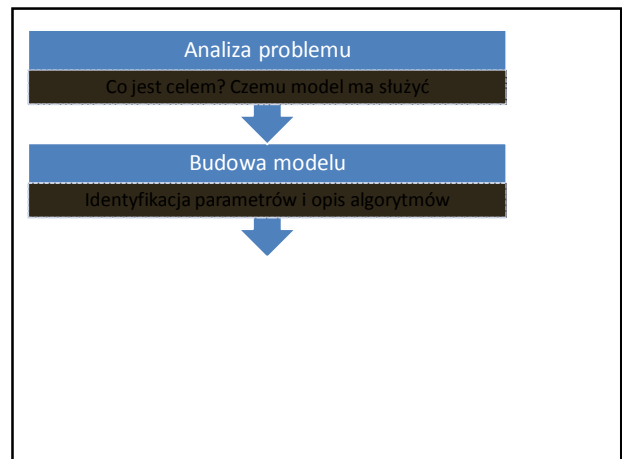 Analiza problemu
Co jest celem? Czemu model ma służyć
Budowa modelu
Identyfikacja parametrów i opis algorytmów